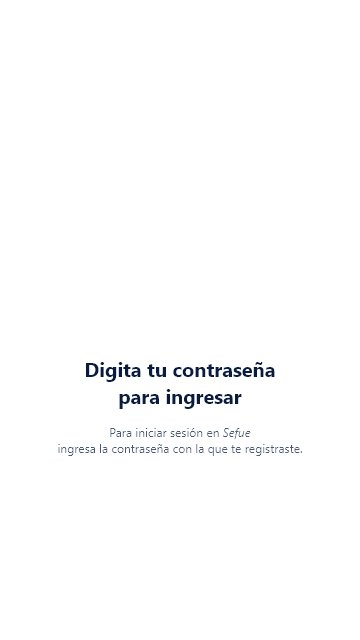 Digita tu contraseña
para ingresar
Para iniciar sesión en Sefue
ingresa la contraseña con la que te registraste.